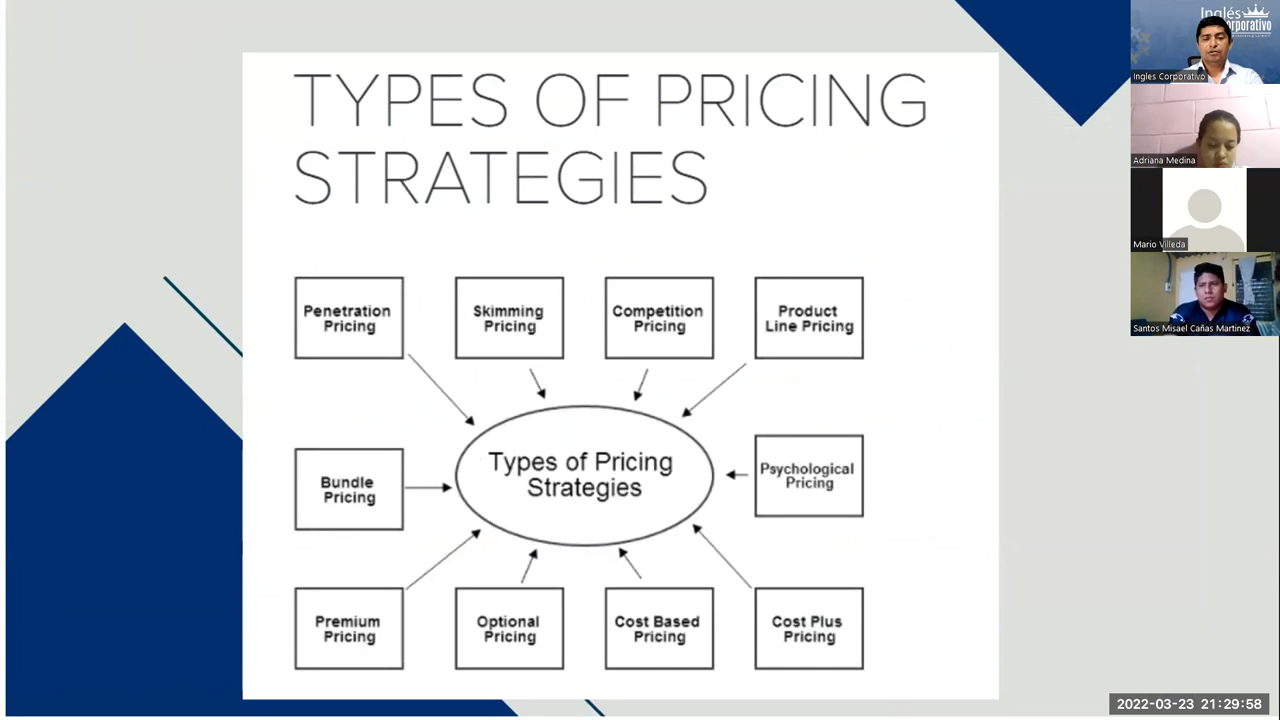 TYPES OF PRICING
STRATEGIES
Penetration
Pricing
Skimming
Pricing
Competition
Pricing
Product
Line Pricing
Bundle
Pricing
Types of Pricing
Strategies
Psychological
Pricing
Premium
Pricing
Optional
Pricing
Cost Based
Pricing
Cost Plus
Pricing
Inglés
Corporativo
Ingles Corporativo
Adriana Medina
Mario Villeda
Santos Misael Cañas Martinez
2022-03-23 21:29:58